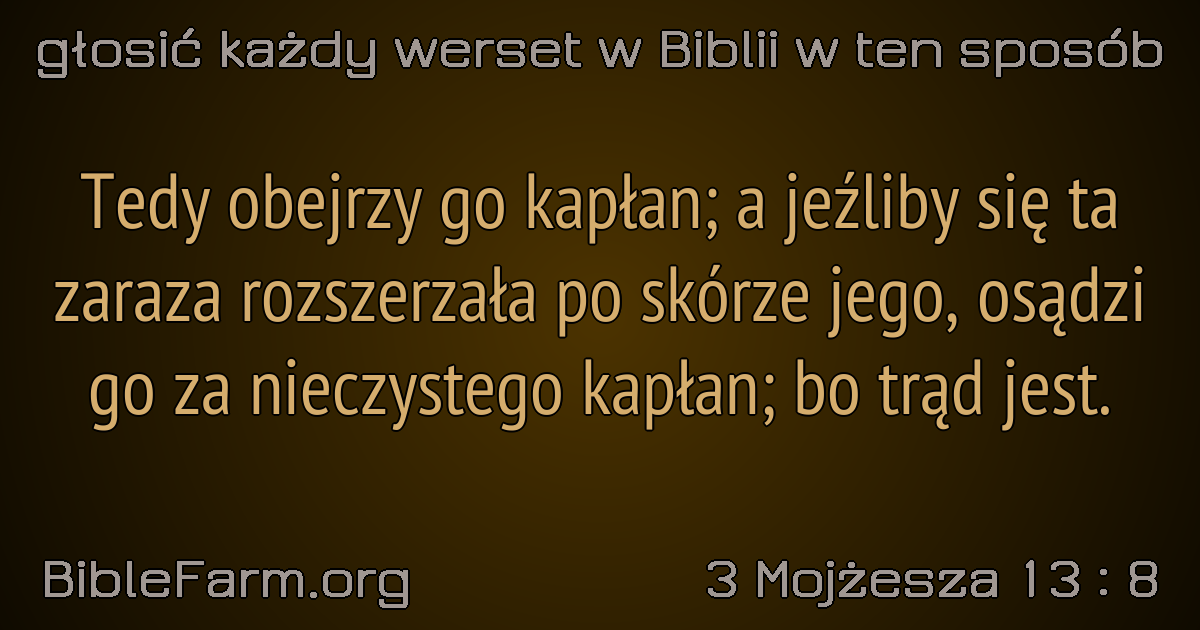 głosić każdy werset w Biblii w ten sposób
Tedy obejrzy go kapłan; a jeźliby się ta
zaraza rozszerzała po skórze jego, osądzi
go za nieczystego kapłan; bo trąd jest.
BibleFarm.org
3 Mojżesza 13 : 8